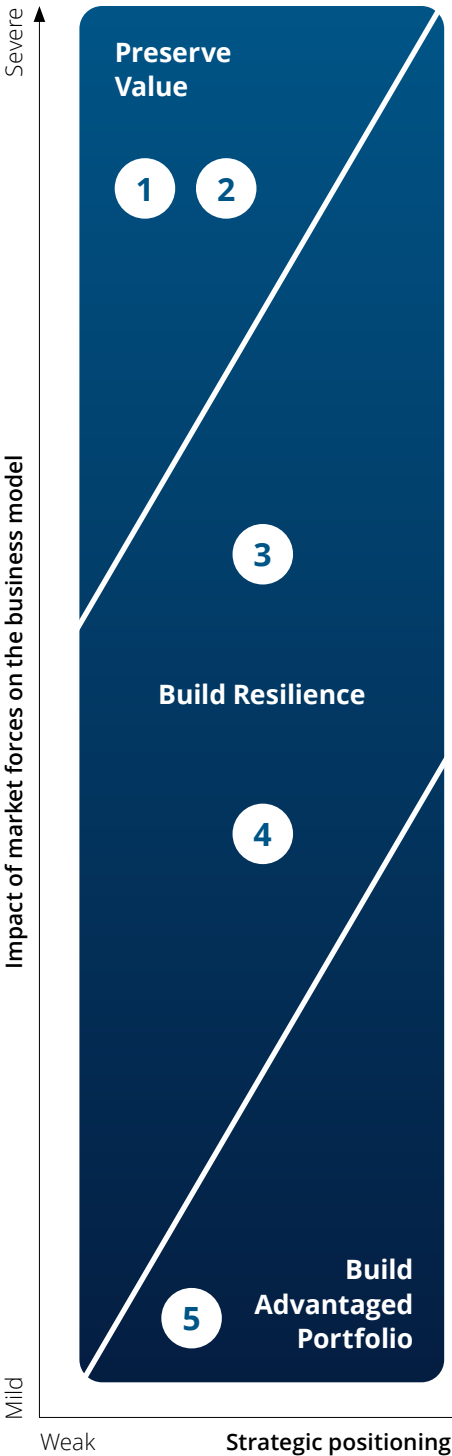 Severe
Preserve
Value
1 2
3
Impact of market forces on the business model
Build Resilience
4
Build
Advantaged
Portfolio
5
Mild
Weak
Strategic positioning